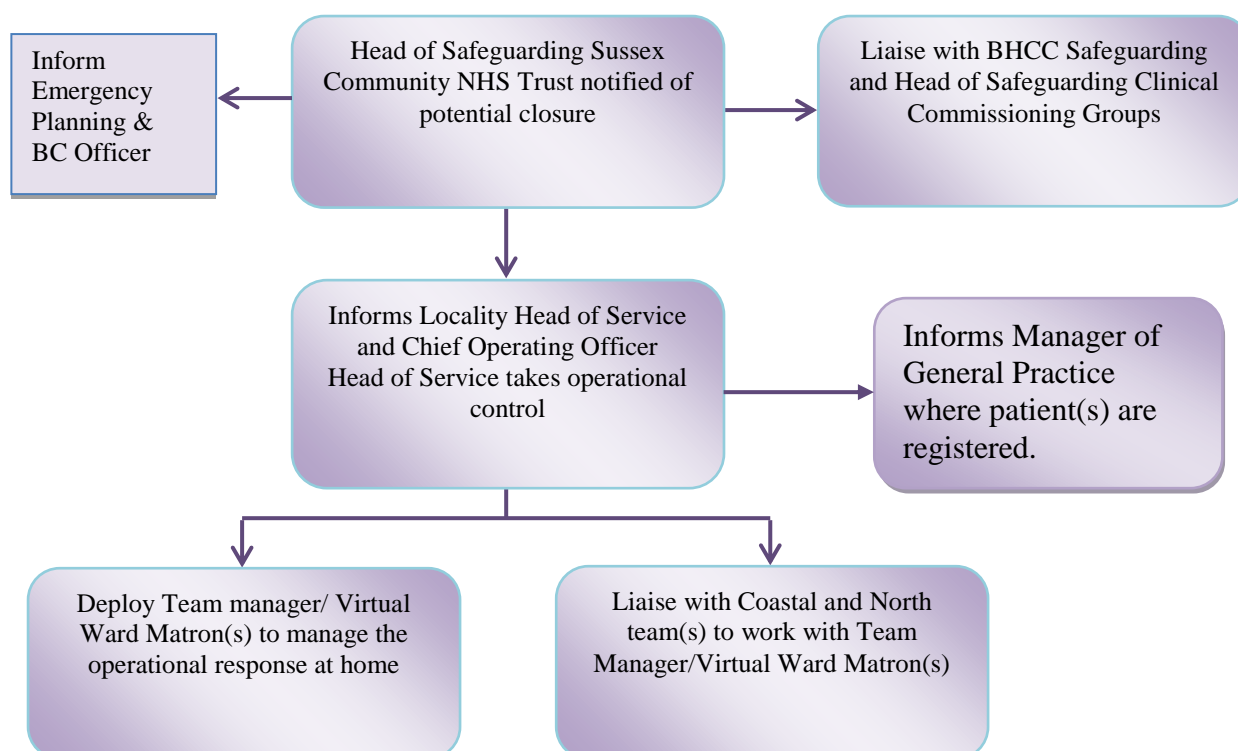 Inform
Emergency
Planning &
BC Officer
Head of Safeguarding Sussex
Community NHS Trust notified of
potential closure
Liaise with BHCC Safeguarding
and Head of Safeguarding Clinical
Commissioning Groups
Informs Locality Head of Service
and Chief Operating Officer
Head of Service takes operational
control
Informs Manager of
General Practice
where patient(s) are
registered.
Deploy Team manager/ Virtual
Ward Matron(s) to manage the
operational response at home
Liaise with Coastal and North
team(s) to work with Team
Manager/Virtual Ward Matron(s)